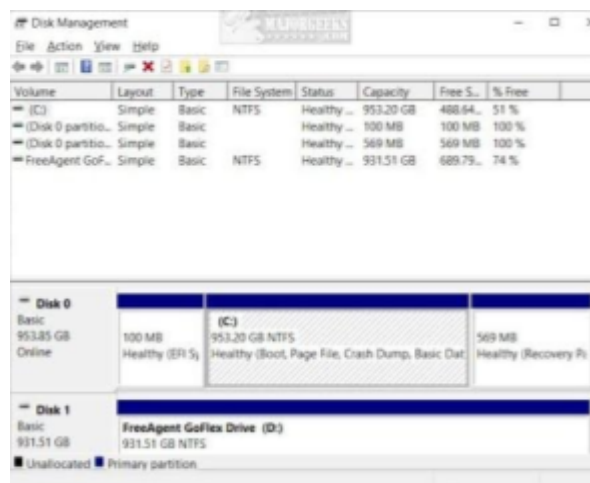 Disk Management
MAJORGEEKS
File Action View Help
Volume Layout Type File System Status Capacity Free S... % Free
(C:) Simple Basic NTFS Healthy ... 953.20 GB 488.64... 51 %
(Disk 0 partitio... Simple Basic Healthy ... 100 MB 100 MB 100 %
(Disk 0 partitio... Simple Basic Healthy ... 569 MB 569 MB 100 %
FreeAgent GoF... Simple Basic NTFS Healthy ... 931.51 GB 689.79... 74 %
Disk 0
Basic
953.85 GB
Online
100 MB
Healthy (EFI Sy
(C:)
953.20 GB NTFS
Healthy (Boot, Page File, Crash Dump, Basic Dat
569 MB
Healthy (Recovery Pa
Disk 1
Basic
931.51 GB
FreeAgent GoFlex Drive (D:)
931.51 GB NTFS
Unallocated Primary partition